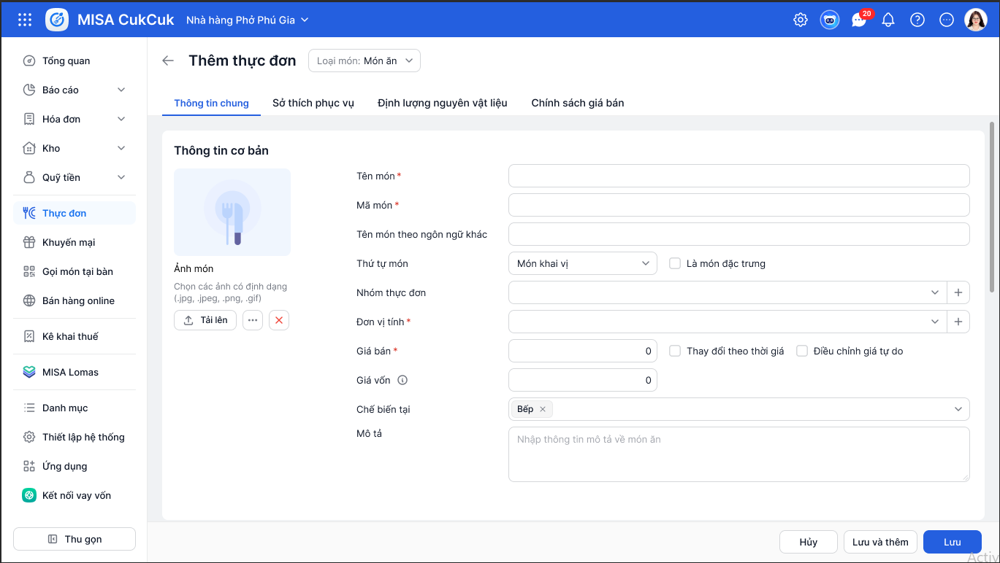 MISA CukCuk
Nhà hàng Phở Phú Gia
20
Tổng quan
Báo cáo
Hóa đơn
Kho
Quỹ tiền
Thực đơn
Khuyến mại
Gọi món tại bàn
Bán hàng online
Kê khai thuế
MISA Lomas
Danh mục
Thiết lập hệ thống
Ứng dụng
Kết nối vay vốn
Thu gọn
Thêm thực đơn
Loại món: Món ăn
Thông tin chung
Sở thích phục vụ
Định lượng nguyên vật liệu
Chính sách giá bán
Thông tin cơ bản
Ảnh món
Chọn các ảnh có định dạng
(.jpg, .jpeg, .png, .gif)
Tải lên
Tên món *
Mã món *
Tên món theo ngôn ngữ khác
Thứ tự món
Món khai vị
Là món đặc trưng
Nhóm thực đơn
Đơn vị tính *
Giá bán *
0
Thay đổi theo thời giá
Điều chỉnh giá tự do
Giá vốn
0
Chế biến tại
Bếp
Mô tả
Nhập thông tin mô tả về món ăn
Hủy
Lưu và thêm
Lưu
Activ